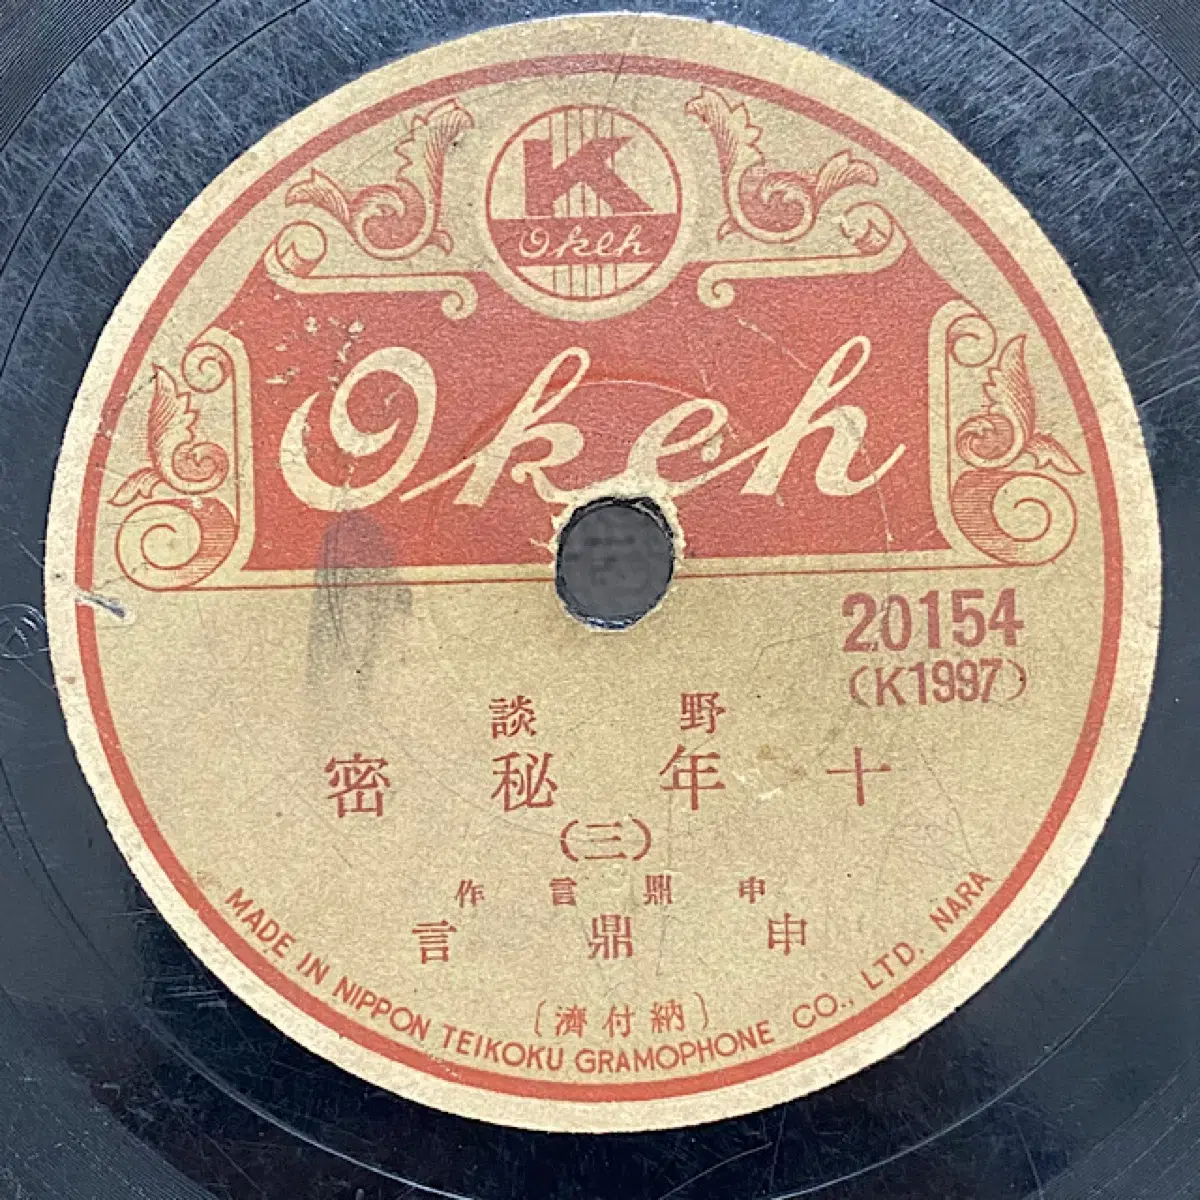 K
Okeh
Okeh
20154
(K1997)
野談
十年秘密
(三)
申鼎言作
申鼎言
〔納付濟〕
MADE IN NIPPON TEIKOKU GRAMOPHONE CO., LTD. NARA